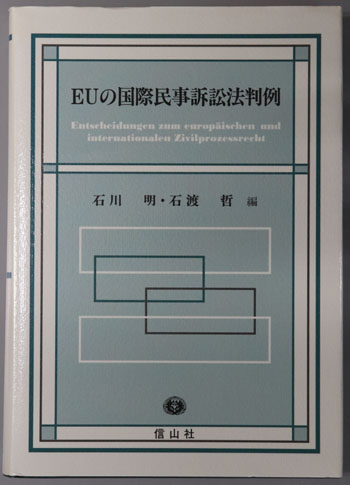 EUの国際民事訴訟法判例
Entscheidungen zum europäischen und
internationalen Zivilprozessrecht
石川 明・石渡 哲 編
信山社